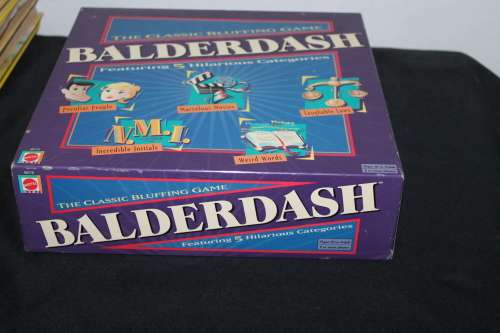 THE CLASSIC BLUFFING GAME
BALDERDASH
Featuring 5 Hilarious Categories
Peculiar People
Marvelous Movies
Laughable Laws
N.M.I.
Incredible Initials
Weird Words
THE CLASSIC BLUFFING GAME
BALDERDASH
Featuring 5 Hilarious Categories